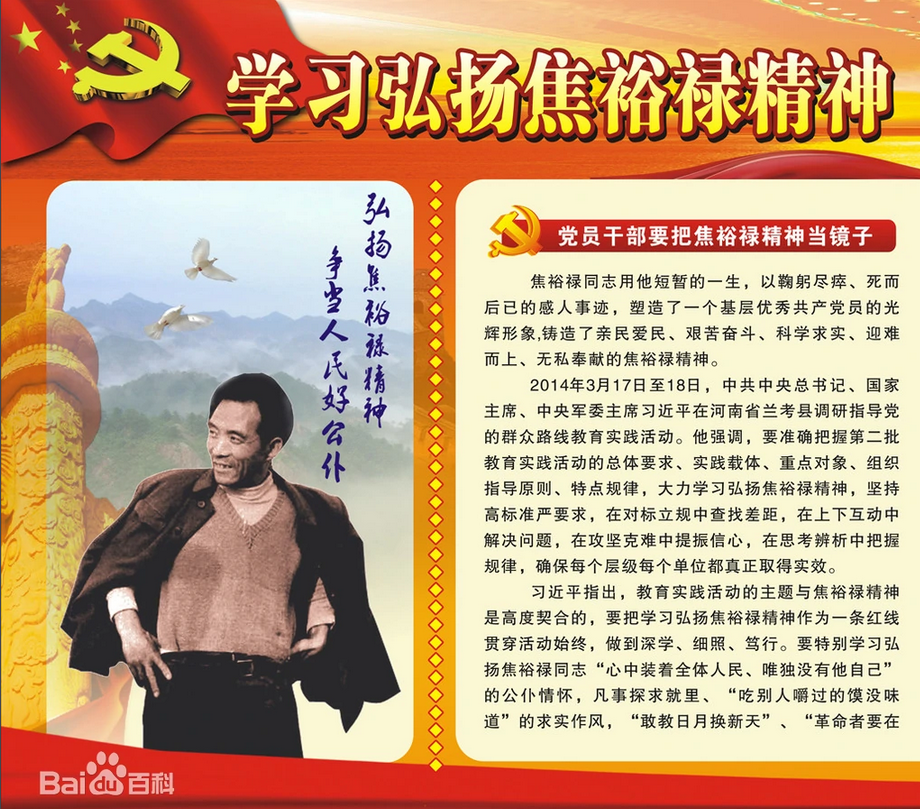 学习弘扬焦裕禄精神
弘扬焦裕禄精神
争当人民好公仆
党员干部要把焦裕禄精神当镜子
焦裕禄同志用他短暂的一生，以鞠躬尽瘁、死而
后已的感人事迹，塑造了一个基层优秀共产党员的光
辉形象,铸造了亲民爱民、艰苦奋斗、科学求实、迎难
而上、无私奉献的焦裕禄精神。
2014年3月17日至18日，中共中央总书记、国家
主席、中央军委主席习近平在河南省兰考县调研指导党
的群众路线教育实践活动。他强调，要准确把握第二批
教育实践活动的总体要求、实践载体、重点对象、组织
指导原则、特点规律，大力学习弘扬焦裕禄精神，坚持
高标准严要求，在对标立规中查找差距，在上下互动中
解决问题，在攻坚克难中提振信心，在思考辨析中把握
规律，确保每个层级每个单位都真正取得实效。
习近平指出，教育实践活动的主题与焦裕禄精神
是高度契合的，要把学习弘扬焦裕禄精神作为一条红线
贯穿活动始终，做到深学、细照、笃行。要特别学习弘
扬焦裕禄同志“心中装着全体人民、唯独没有他自己”
的公仆情怀，凡事探求就里、“吃别人嚼过的馍没味
道”的求实作风，“敢教日月换新天”、“革命者要在
Bai du 百科